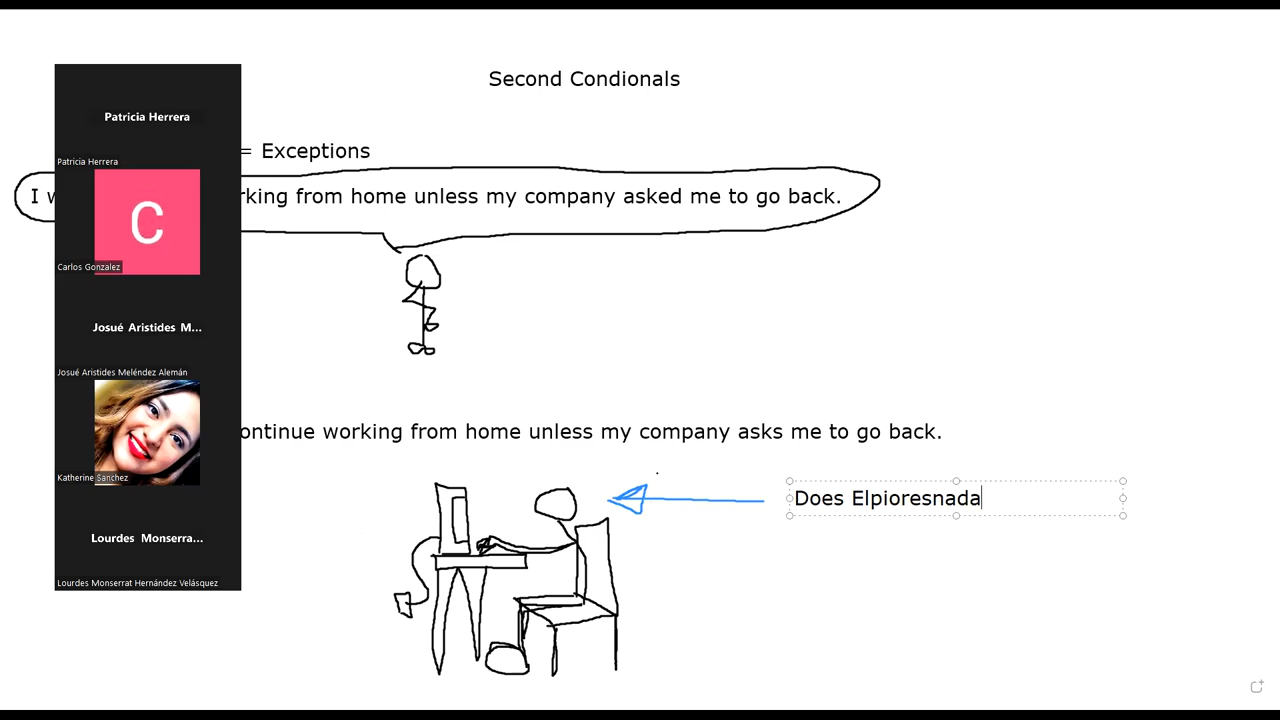 Second Condionals
Patricia Herrera
= Exceptions
Patricia Herrera
I w
rking from home unless my company asked me to go back.
C
Carlos Gonzalez
Josué Aristides M...
Josué Aristides Meléndez Alemán
ontinue working from home unless my company asks me to go back.
Katherine Sanchez
Does Elpioresnada
Lourdes Monserra...
Lourdes Monserrat Hernández Velásquez